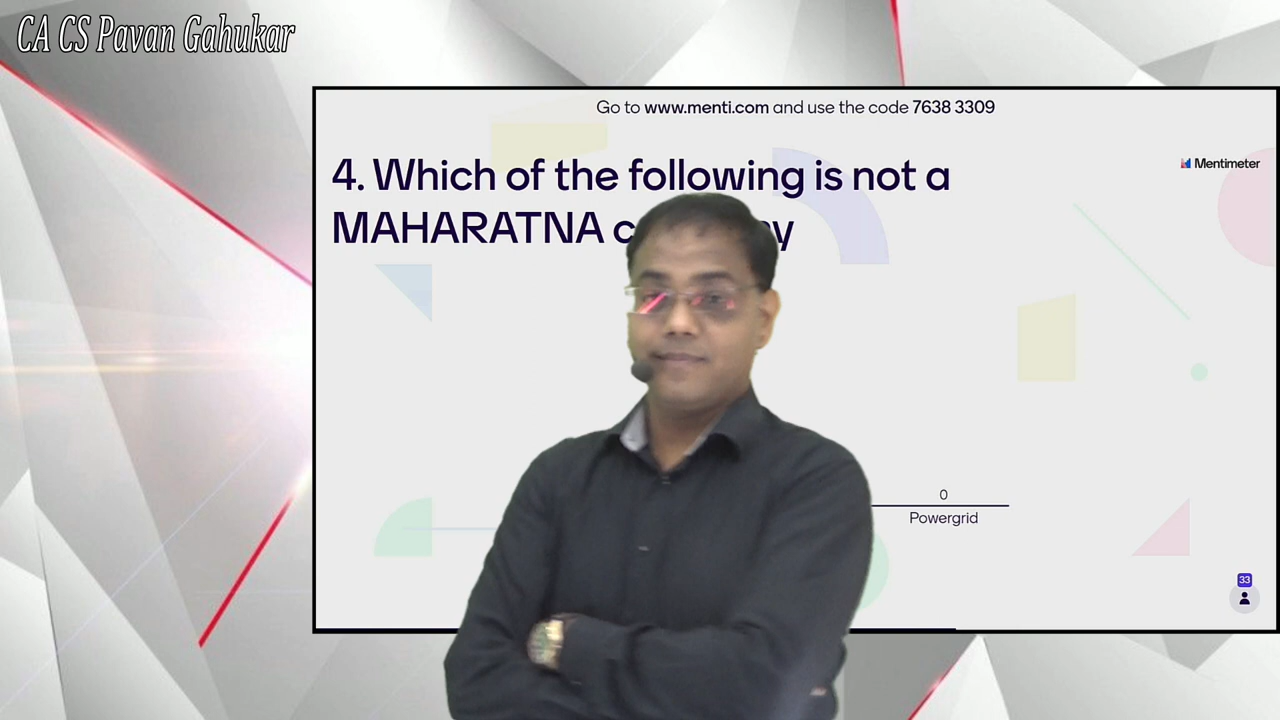 CA CS Pavan Gahukar
Go to www.menti.com and use the code 7638 3309
Mentimeter
4. Which of the following is not a
MAHARATNA
0
Powergrid
33